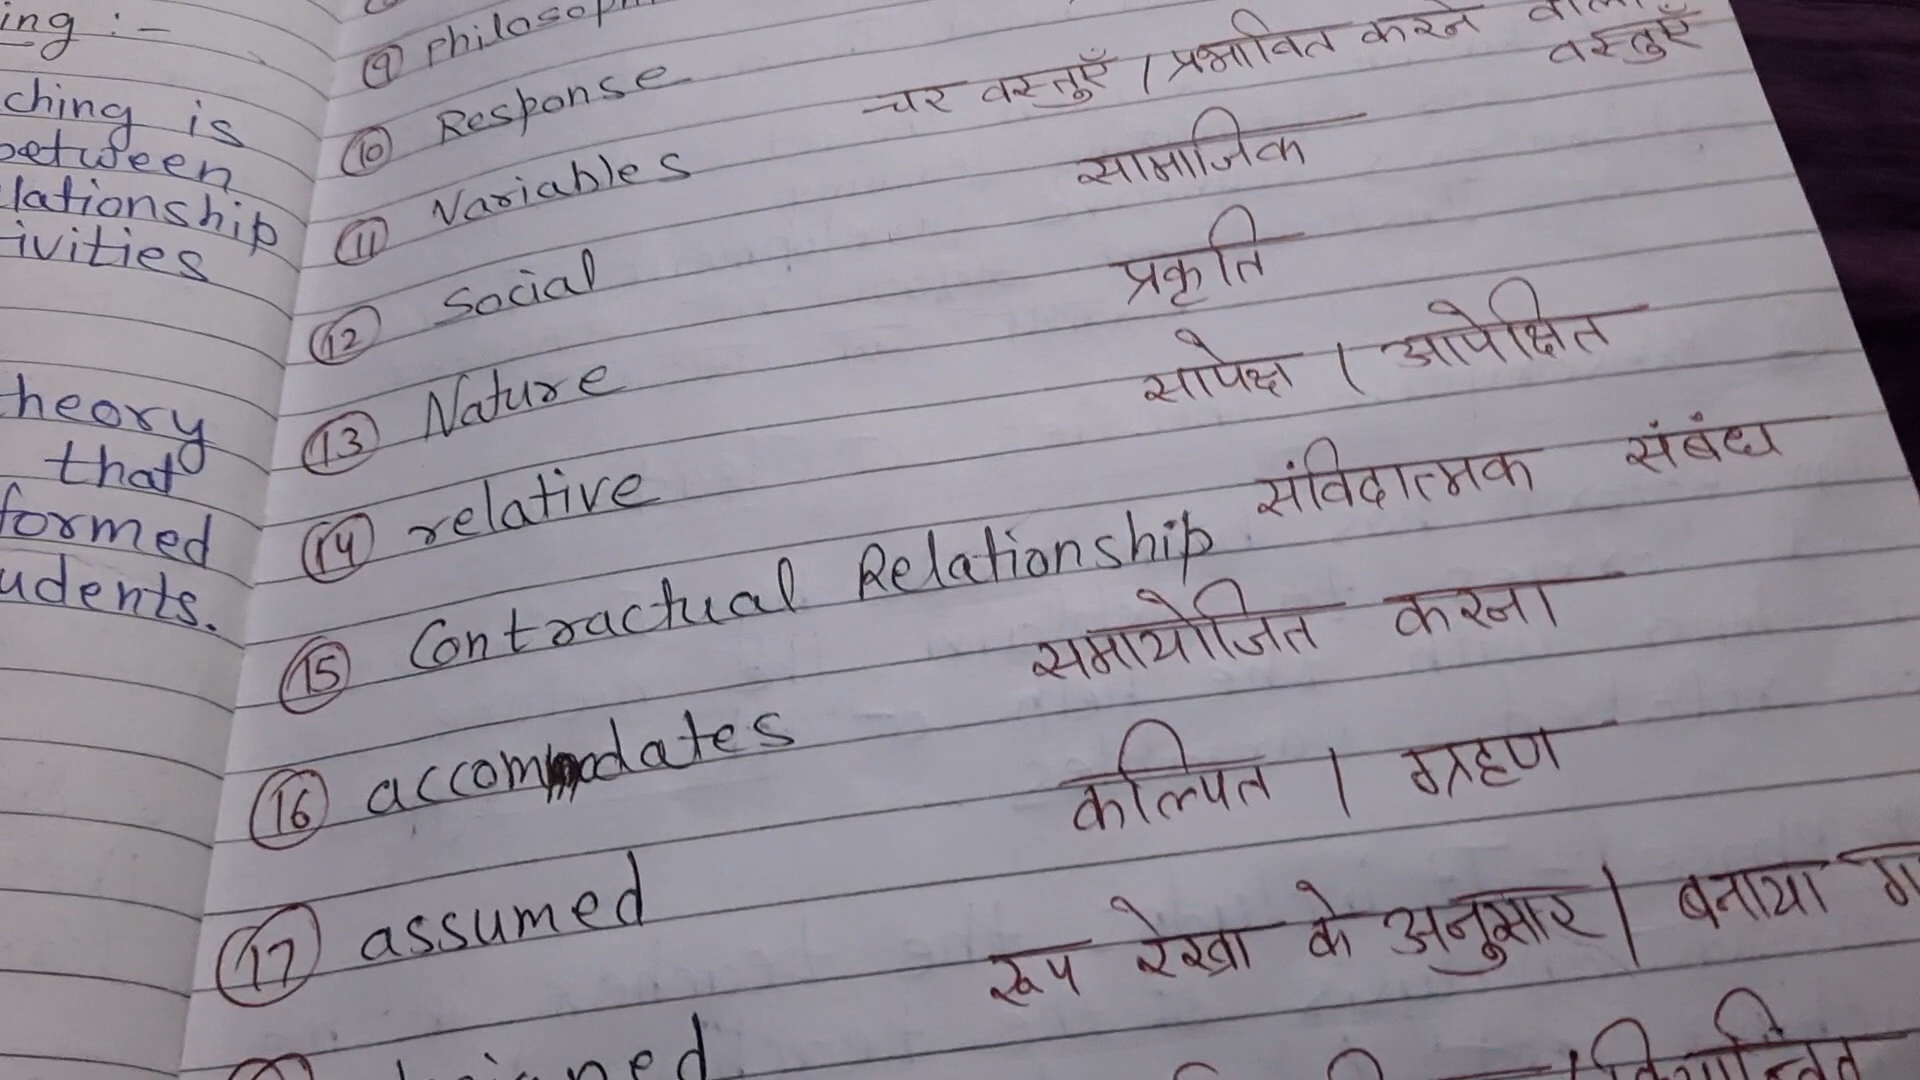 ing :-
ching is
between
lationship
ivities
heory
that
formed
udents.
⑨ Philosoph
⑩ Response
⑪ Variables चर वस्तुएँ / प्रभावित करने वाली
वस्तुएँ
⑫ Social सामाजिक
⑬ Nature प्रकृति
⑭ relative सापेक्ष / आपेक्षित
⑮ Contractual Relationship संविदात्मक संबंध
⑯ accommodates समायोजित करना
⑰ assumed कल्पित / ग्रहण
रूप रेखा के अनुसार / बनाया ग